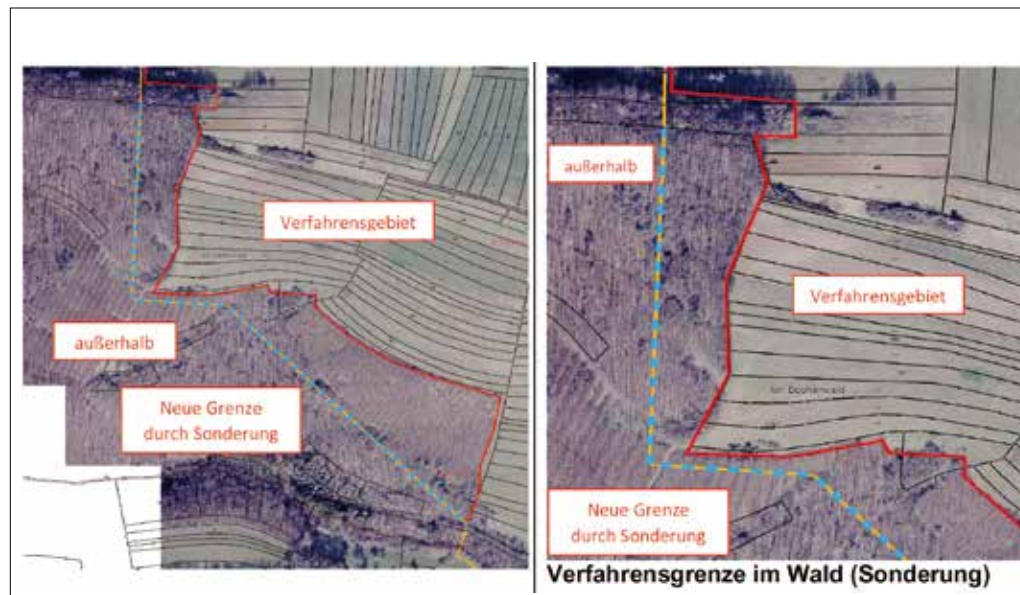 Verfahrensgebiet
außerhalb
Neue Grenze
durch Sonderung
außerhalb
Verfahrensgebiet
Neue Grenze
durch Sonderung
Verfahrensgrenze im Wald (Sonderung)